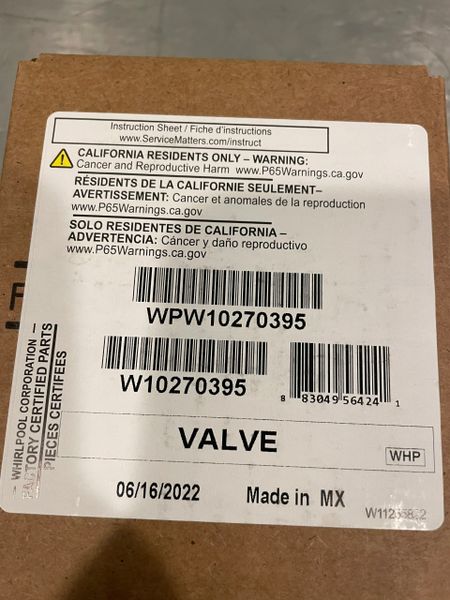 Instruction Sheet / Fiche d'instructions
www.ServiceMatters.com/instruct
CALIFORNIA RESIDENTS ONLY – WARNING:
Cancer and Reproductive Harm www.P65Warnings.ca.gov
RÉSIDENTS DE LA CALIFORNIE SEULEMENT–
AVERTISSEMENT: Cancer et anomales de la reproduction
www.P65Warnings.ca.gov
SOLO RESIDENTES DE CALIFORNIA –
ADVERTENCIA: Cáncer y daño reproductivo
www.P65Warnings.ca.gov
WPW10270395
W10270395
8 83049 56424 1
VALVE
WHP
06/16/2022 Made in MX
– WHIRLPOOL CORPORATION –
FACTORY CERTIFIED PARTS
PIECES CERTIFEES